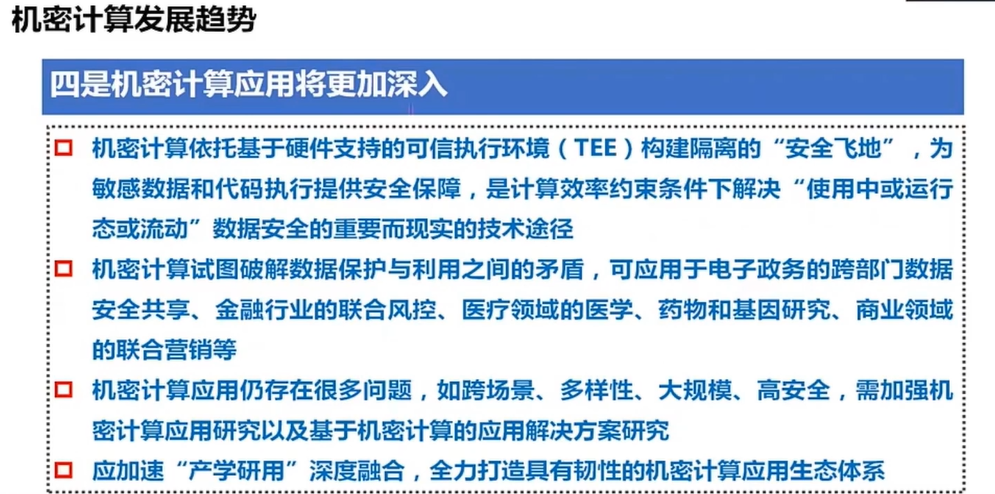 机密计算发展趋势
四是机密计算应用将更加深入
机密计算依托基于硬件支持的可信执行环境（TEE）构建隔离的“安全飞地”，为
敏感数据和代码执行提供安全保障，是计算效率约束条件下解决“使用中或运行
态或流动”数据安全的重要而现实的技术途径
机密计算试图破解数据保护与利用之间的矛盾，可应用于电子政务的跨部门数据
安全共享、金融行业的联合风控、医疗领域的医学、药物和基因研究、商业领域
的联合营销等
机密计算应用仍存在很多问题，如跨场景、多样性、大规模、高安全，需加强机
密计算应用研究以及基于机密计算的应用解决方案研究
应加速“产学研用”深度融合，全力打造具有韧性的机密计算应用生态体系